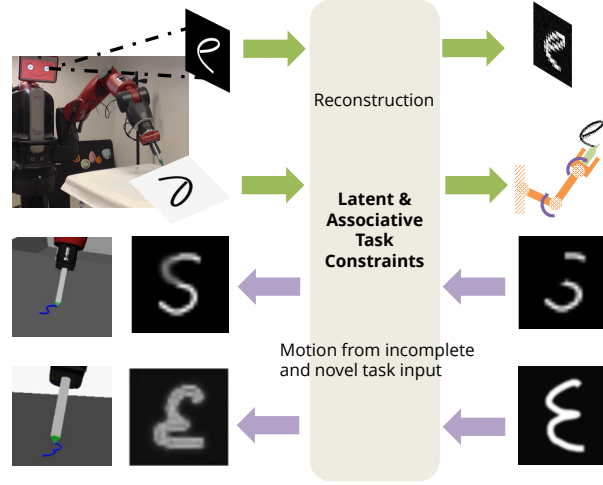 Reconstruction
Latent &
Associative
Task
Constraints
Motion from incomplete
and novel task input